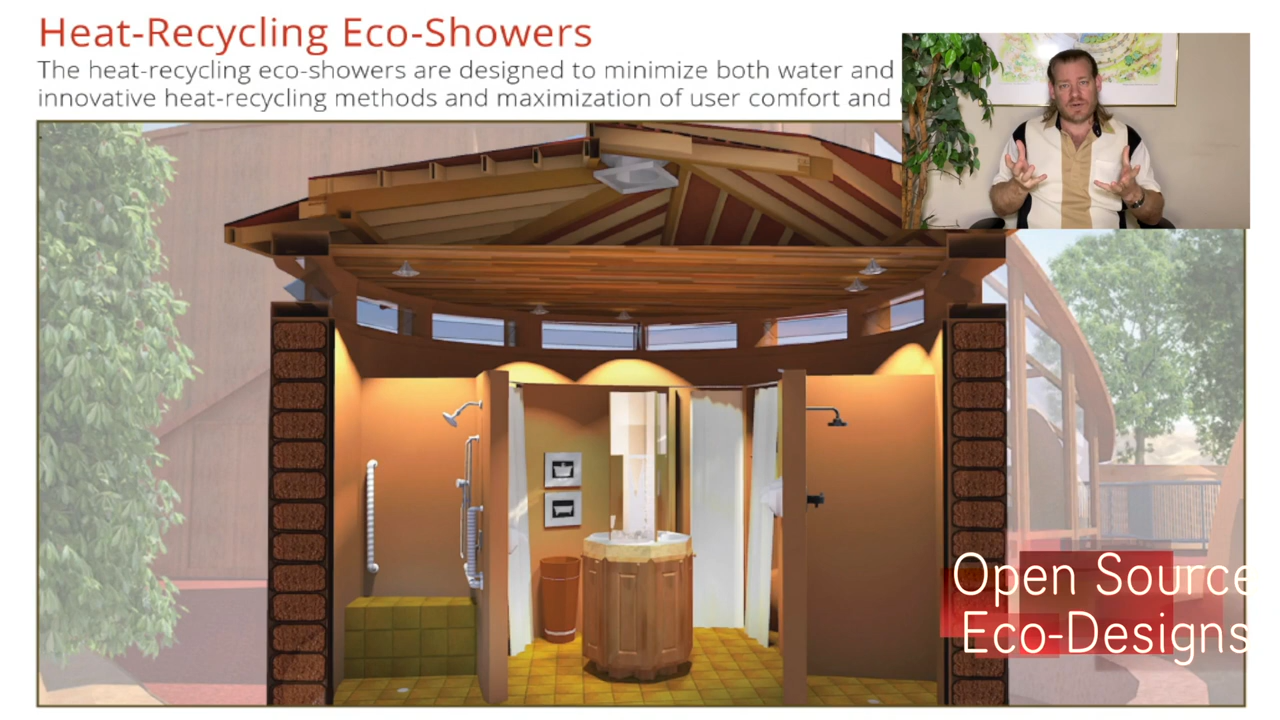 Heat-Recycling Eco-Showers
The heat-recycling eco-showers are designed to minimize both water and
innovative heat-recycling methods and maximization of user comfort and
Open Source
Eco-Designs